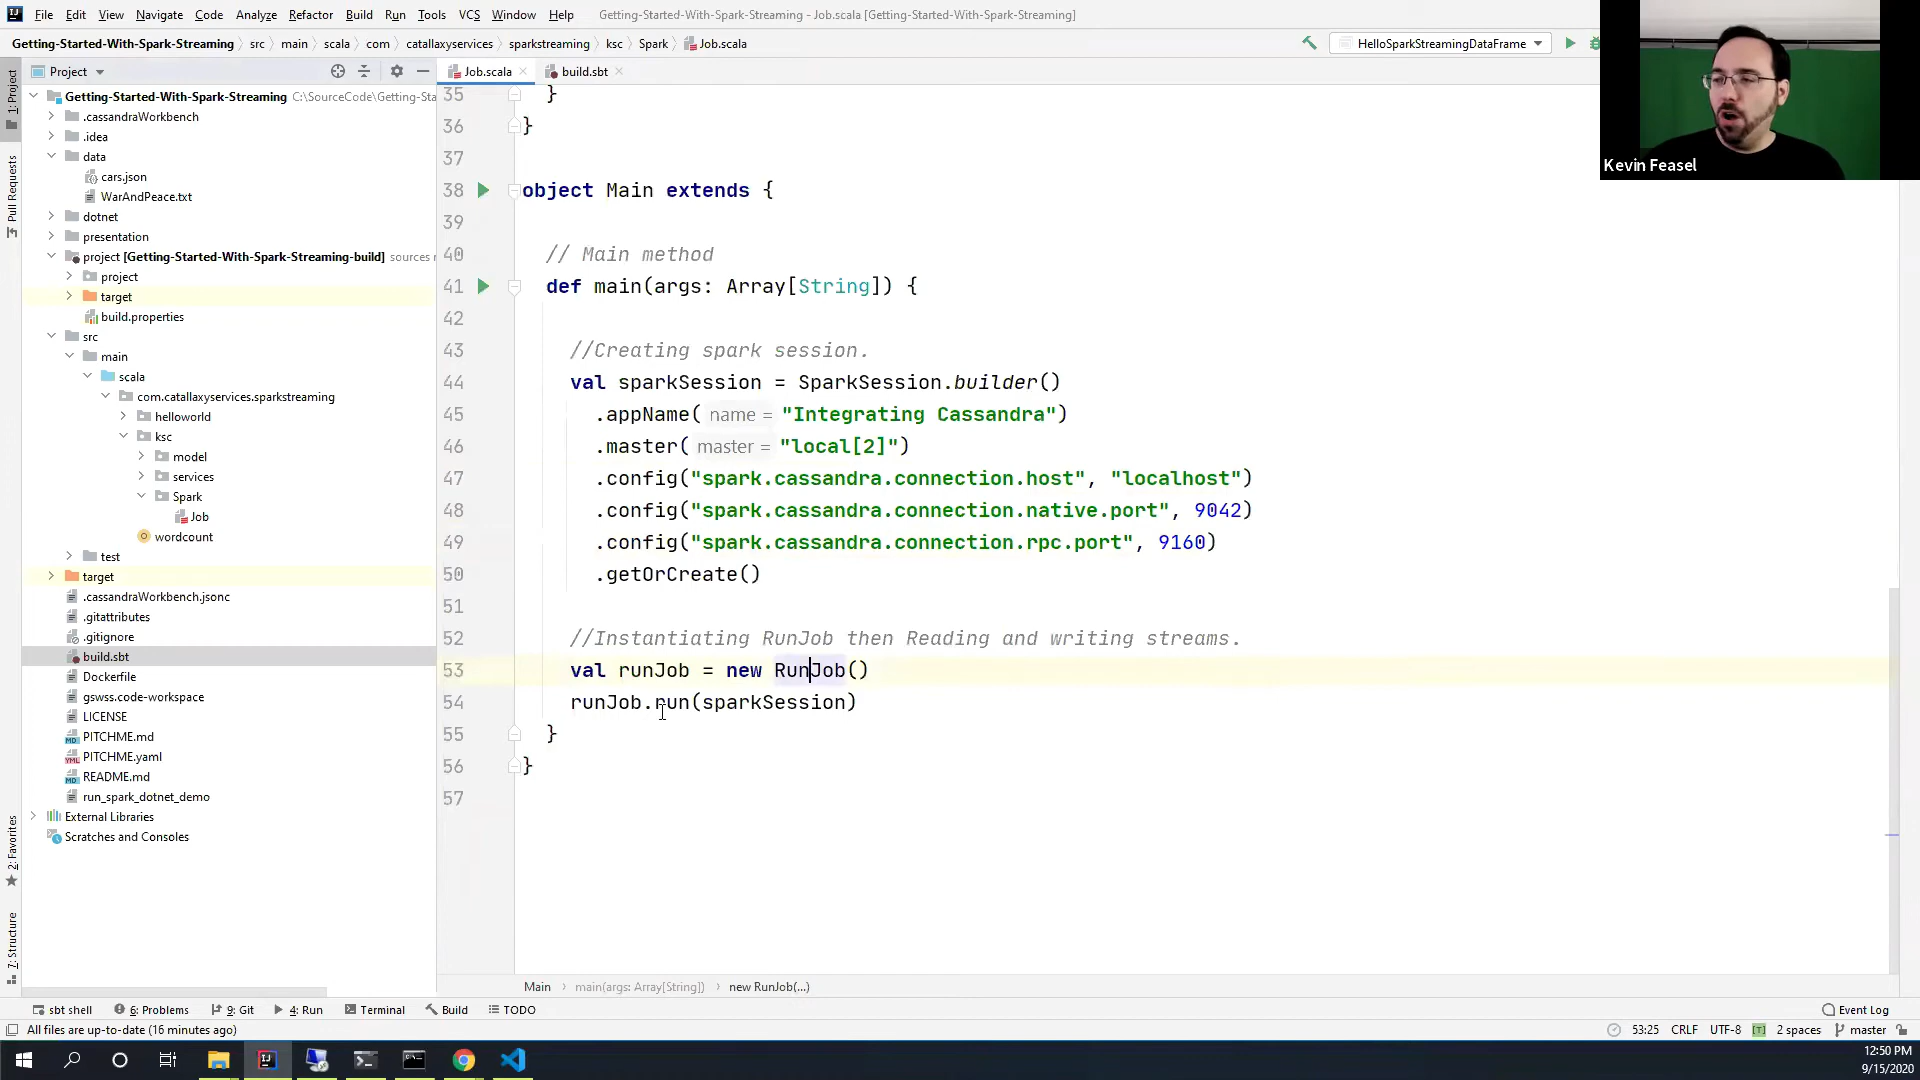 File Edit View Navigate Code Analyze Refactor Build Run Tools VCS Window Help Getting-Started-With-Spark-Streaming - Job.scala [Getting-Started-With-Spark-Streaming]
Getting-Started-With-Spark-Streaming src main scala com catallaxyservices sparkstreaming ksc Spark Job.scala HelloSparkStreamingDataFrame
Project Job.scala build.sbt
Kevin Feasel
1: Project
Pull Requests
2: Favorites
7: Structure
Getting-Started-With-Spark-Streaming C:\SourceCode\Getting-Sta
.cassandraWorkbench
.idea
data
cars.json
WarAndPeace.txt
dotnet
presentation
project [Getting-Started-With-Spark-Streaming-build] sources r
project
target
build.properties
src
main
scala
com.catallaxyservices.sparkstreaming
helloworld
ksc
model
services
Spark
Job
wordcount
test
target
.cassandraWorkbench.jsonc
.gitattributes
.gitignore
build.sbt
Dockerfile
gswss.code-workspace
LICENSE
PITCHME.md
PITCHME.yaml
README.md
run_spark_dotnet_demo
External Libraries
Scratches and Consoles
35 }
36 }
37
38 object Main extends {
39
40 // Main method
41 def main(args: Array[String]) {
42
43 //Creating spark session.
44 val sparkSession = SparkSession.builder()
45 .appName( name = "Integrating Cassandra")
46 .master( master = "local[2]")
47 .config("spark.cassandra.connection.host", "localhost")
48 .config("spark.cassandra.connection.native.port", 9042)
49 .config("spark.cassandra.connection.rpc.port", 9160)
50 .getOrCreate()
51
52 //Instantiating RunJob then Reading and writing streams.
53 val runJob = new RunJob()
54 runJob.run(sparkSession)
55 }
56 }
57
Main main(args: Array[String]) new RunJob(...)
sbt shell 6: Problems 9: Git 4: Run Terminal Build TODO Event Log
All files are up-to-date (16 minutes ago) 53:25 CRLF UTF-8 [T] 2 spaces master
12:50 PM
9/15/2020